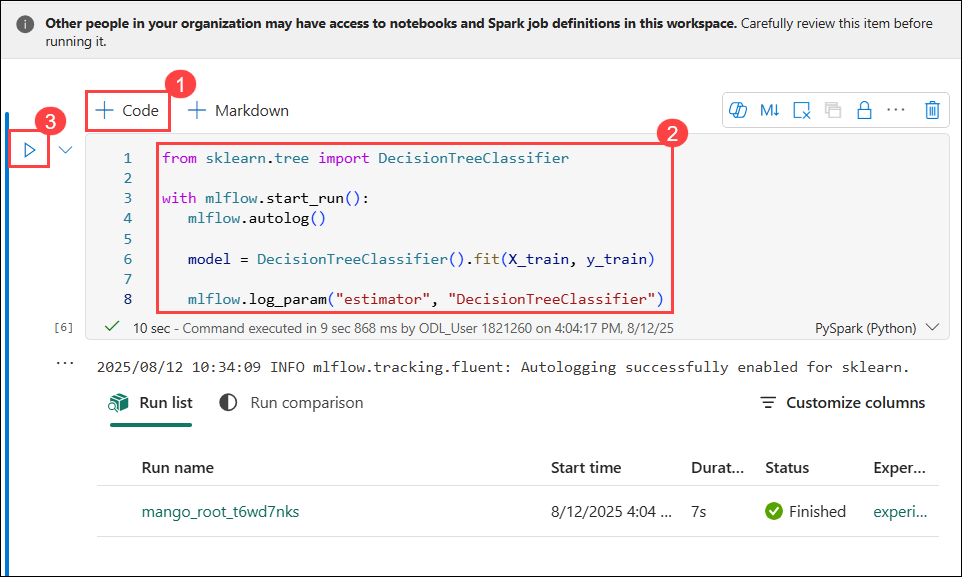 Other people in your organization may have access to notebooks and Spark job definitions in this workspace. Carefully review this item before
running it.
1
+ Code + Markdown
M↓ ...
3
2
1 from sklearn.tree import DecisionTreeClassifier
2
3 with mlflow.start_run():
4 mlflow.autolog()
5
6 model = DecisionTreeClassifier().fit(X_train, y_train)
7
8 mlflow.log_param("estimator", "DecisionTreeClassifier")
[6] 10 sec - Command executed in 9 sec 868 ms by ODL_User 1821260 on 4:04:17 PM, 8/12/25 PySpark (Python)
...
2025/08/12 10:34:09 INFO mlflow.tracking.fluent: Autologging successfully enabled for sklearn.
Run list Run comparison Customize columns
Run name Start time Durat... Status Exper...
mango_root_t6wd7nks 8/12/2025 4:04 ... 7s Finished experi...